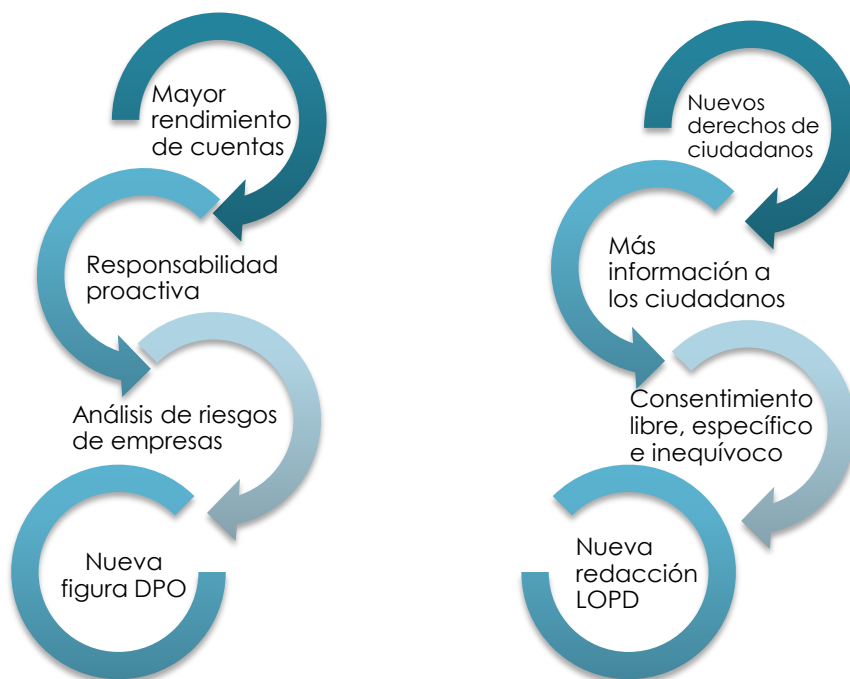 Mayor
rendimiento
de cuentas
Responsabilidad
proactiva
Análisis de riesgos
de empresas
Nueva
figura DPO
Nuevos
derechos de
ciudadanos
Más
información a
los ciudadanos
Consentimiento
libre, específico
e inequívoco
Nueva
redacción
LOPD